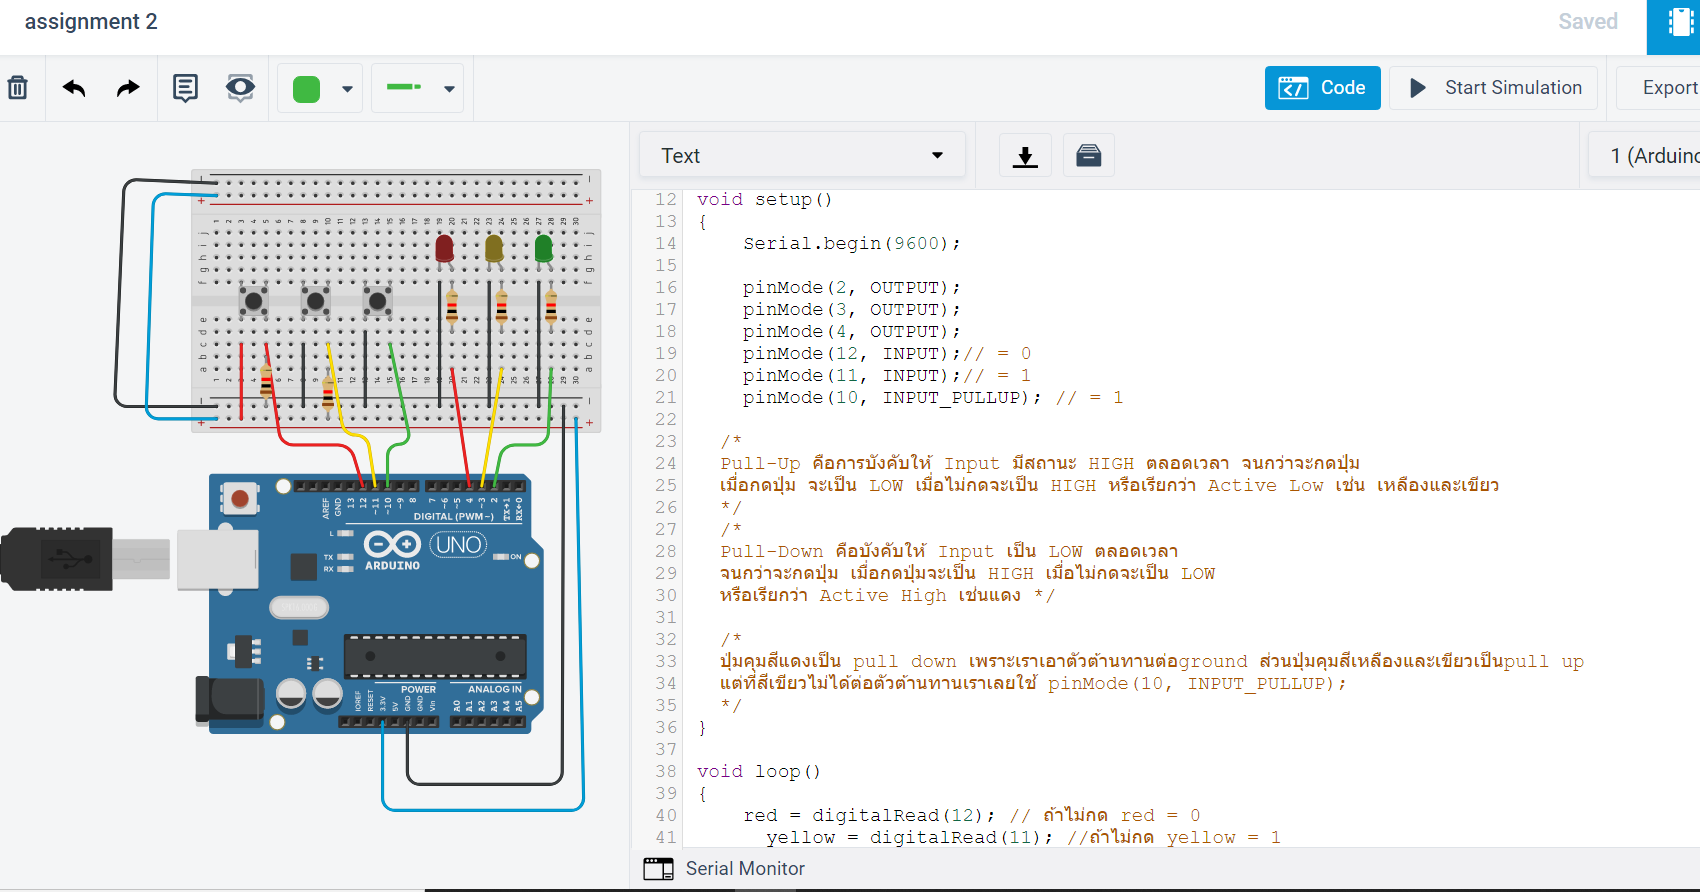 assignment 2
Saved
Code
Start Simulation
Export
Text
1 (Arduino
12 void setup()
13 {
14 Serial.begin(9600);
15
16 pinMode(2, OUTPUT);
17 pinMode(3, OUTPUT);
18 pinMode(4, OUTPUT);
19 pinMode(12, INPUT);// = 0
20 pinMode(11, INPUT);// = 1
21 pinMode(10, INPUT_PULLUP); // = 1
22
23 /*
24 Pull-Up คือการบังคับให้ Input มีสถานะ HIGH ตลอดเวลา จนกว่าจะกดปุ่ม
25 เมื่อกดปุ่ม จะเป็น LOW เมื่อไม่กดจะเป็น HIGH หรือเรียกว่า Active Low เช่น เหลืองและเขียว
26 */
27 /*
28 Pull-Down คือบังคับให้ Input เป็น LOW ตลอดเวลา
29 จนกว่าจะกดปุ่ม เมื่อกดปุ่มจะเป็น HIGH เมื่อไม่กดจะเป็น LOW
30 หรือเรียกว่า Active High เช่นแดง */
31
32 /*
33 ปุ่มคุมสีแดงเป็น pull down เพราะเราเอาตัวต้านทานต่อground ส่วนปุ่มคุมสีเหลืองและเขียวเป็นpull up
34 แต่ที่สีเขียวไม่ได้ต่อตัวต้านทานเราเลยใช้ pinMode(10, INPUT_PULLUP);
35 */
36 }
37
38 void loop()
39 {
40 red = digitalRead(12); // ถ้าไม่กด red = 0
41 yellow = digitalRead(11); //ถ้าไม่กด yellow = 1
Serial Monitor
AREF GND 13 12 ~11 ~10 ~9 8 7 ~6 ~5 4 ~3 2 TX→1 RX←0
DIGITAL (PWM~)
L
TX
RX
ARDUINO
UNO
ON
POWER
ANALOG IN
IOREF RESET 3.3V 5V GND GND Vin A0 A1 A2 A3 A4 A5